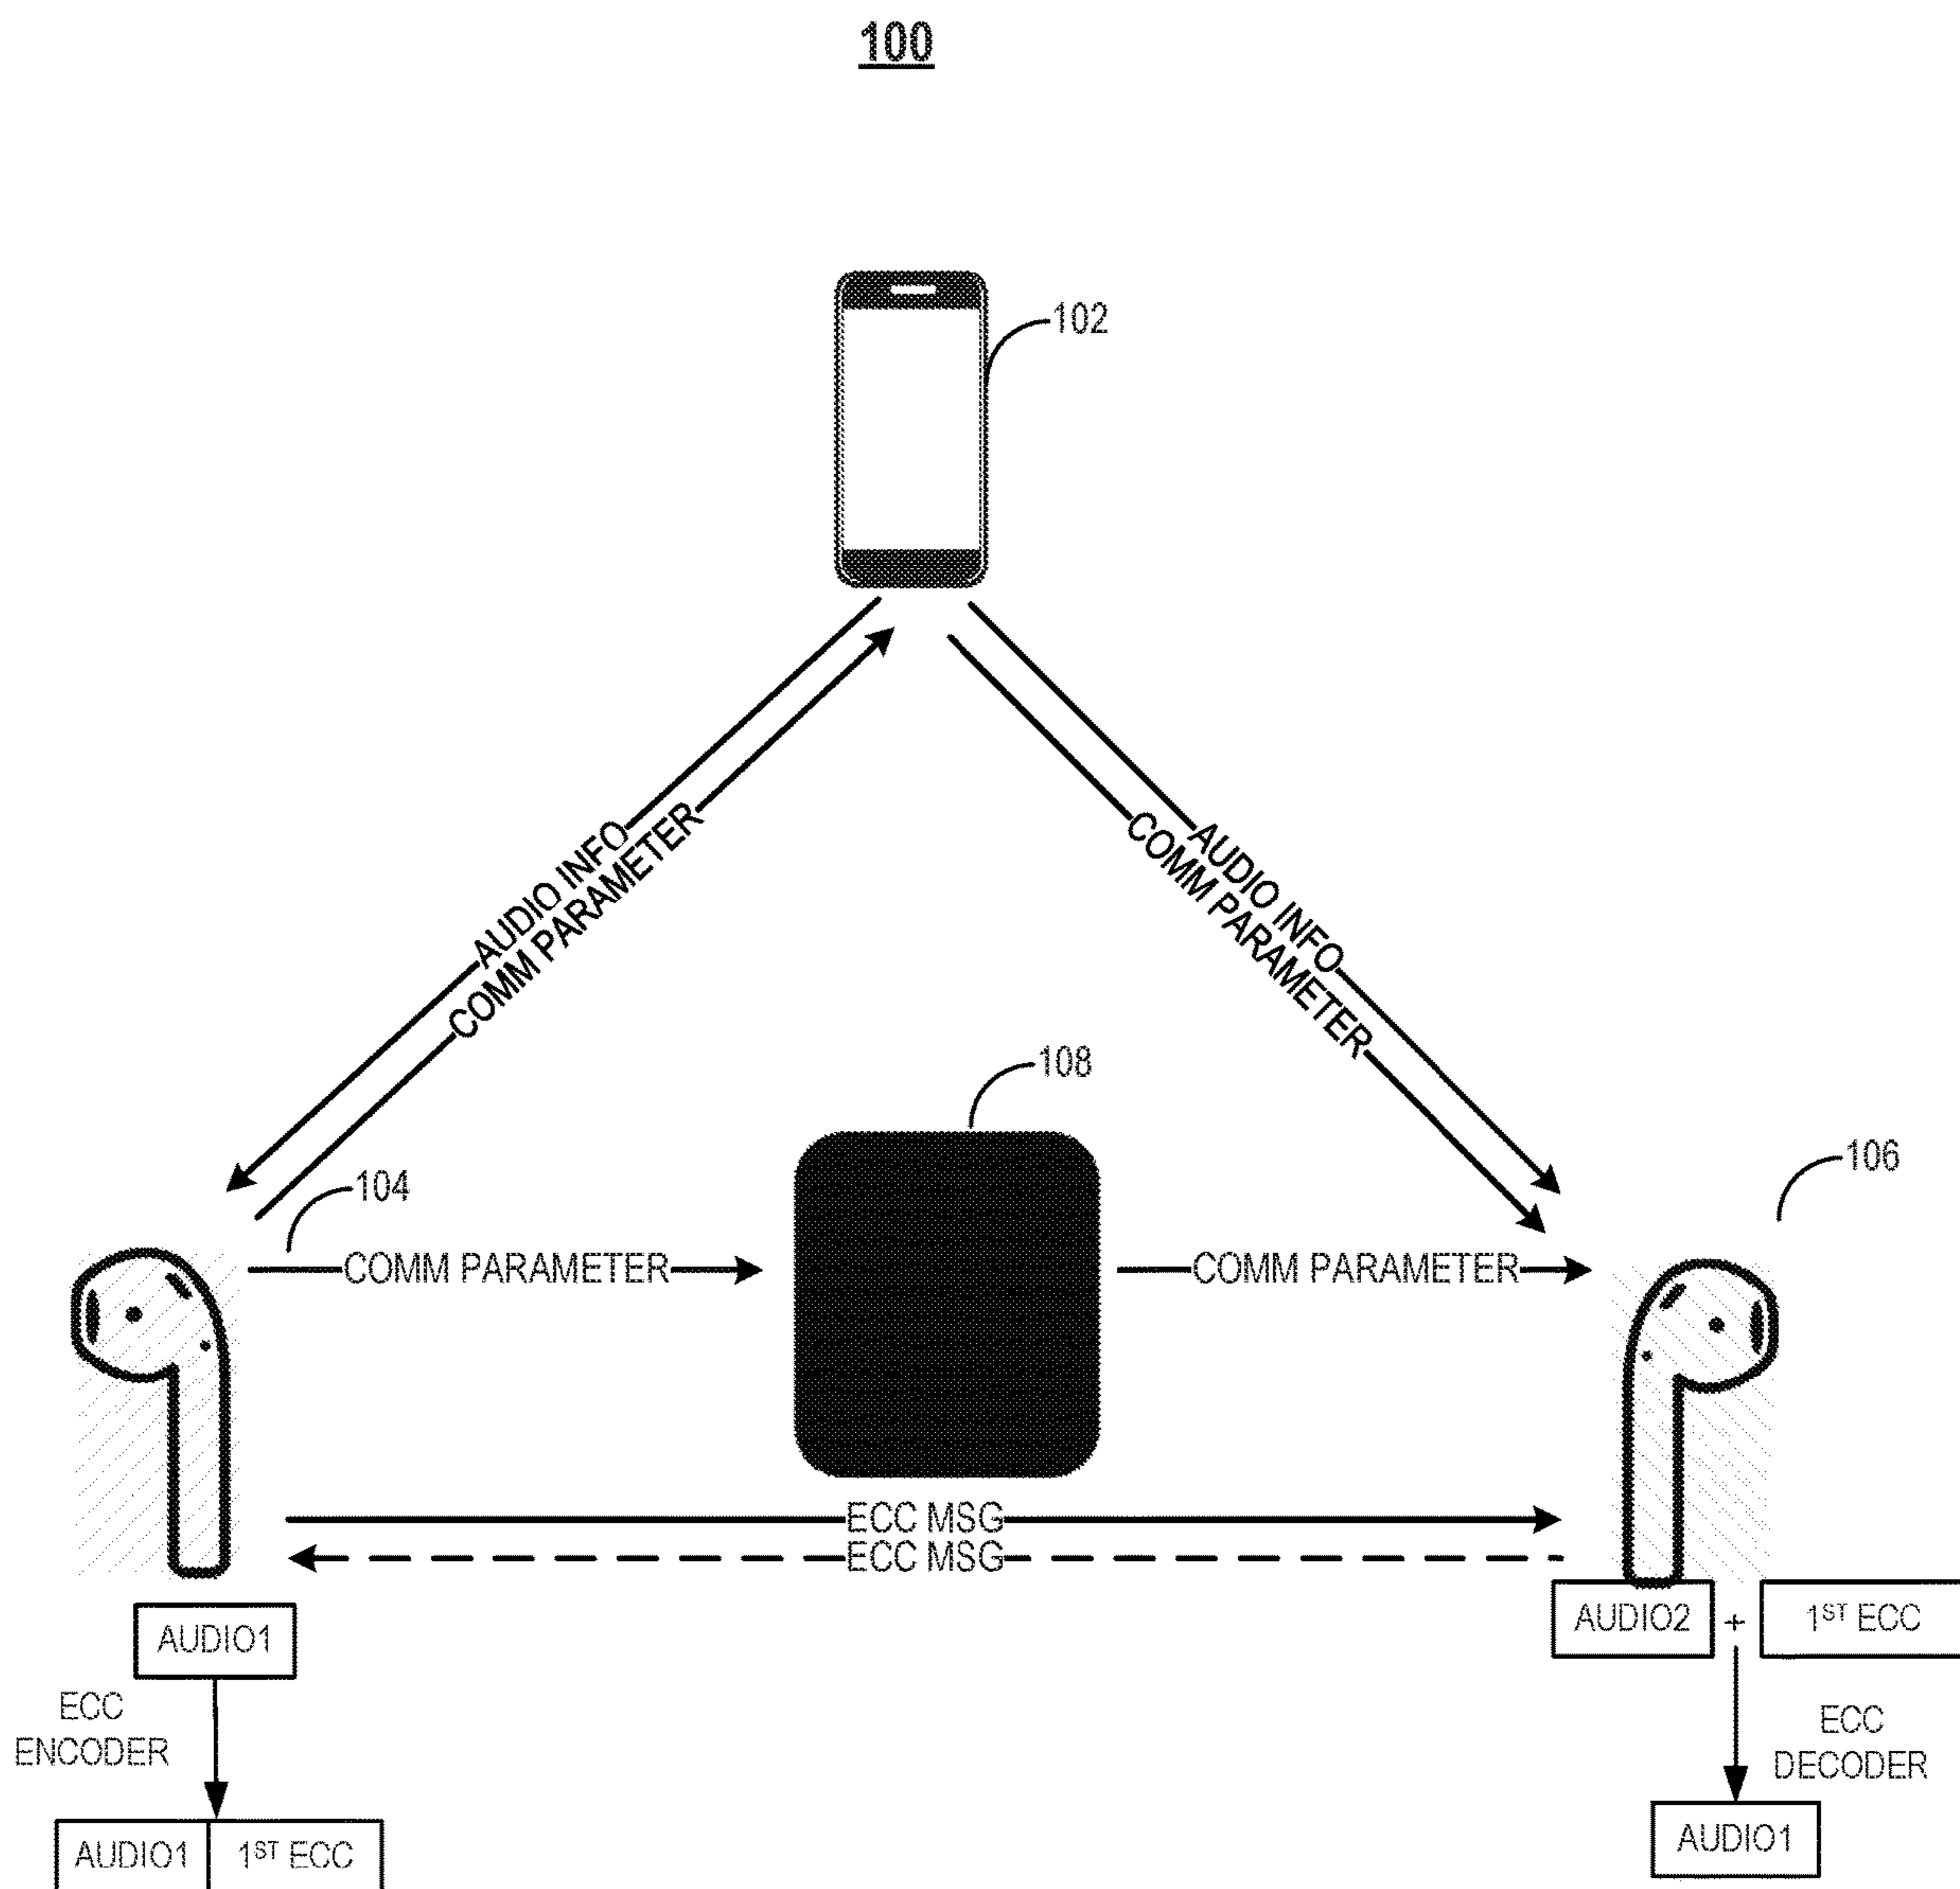 100
102
AUDIO INFO
COMM PARAMETER
AUDIO INFO
COMM PARAMETER
108
106
104
COMM PARAMETER
COMM PARAMETER
ECC MSG
ECC MSG
AUDIO1
AUDIO2 + 1ST ECC
ECC
ENCODER
ECC
DECODER
AUDIO1 1ST ECC
AUDIO1